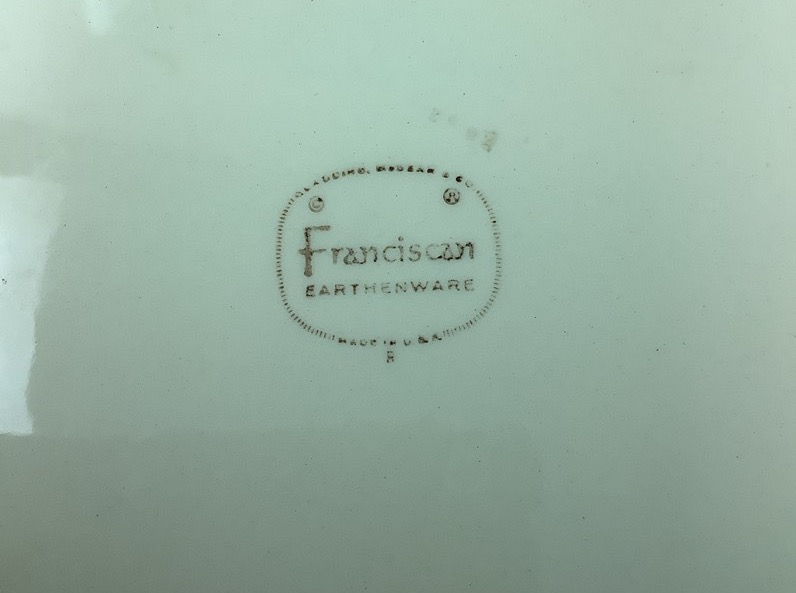 GLADDING, McBEAN & CO.
© ®
Franciscan
EARTHENWARE
MADE IN U.S.A.
R